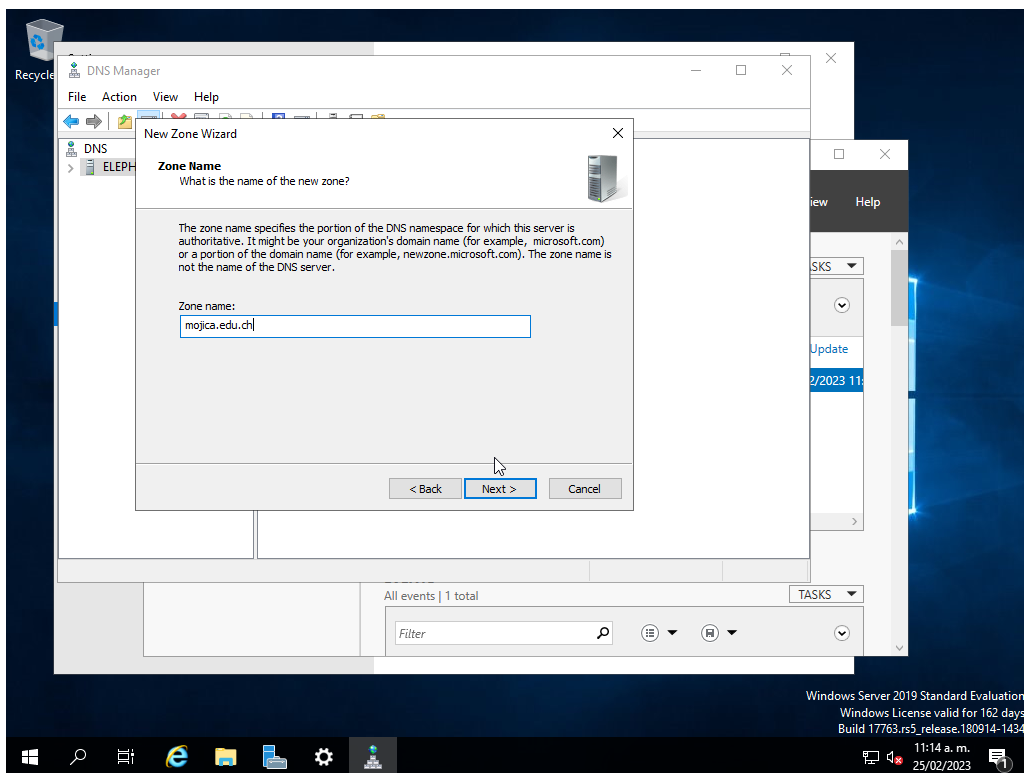 Recycle
DNS Manager
File Action View Help
New Zone Wizard
DNS
ELEPH
Zone Name
What is the name of the new zone?
The zone name specifies the portion of the DNS namespace for which this server is
authoritative. It might be your organization's domain name (for example, microsoft.com)
or a portion of the domain name (for example, newzone.microsoft.com). The zone name is
not the name of the DNS server.
Zone name:
mojica.edu.ch
< Back Next > Cancel
iew Help
SKS
Update
2/2023 11:
All events | 1 total
TASKS
Filter
Windows Server 2019 Standard Evaluation
Windows License valid for 162 days
Build 17763.rs5_release.180914-1434
11:14 a. m.
25/02/2023
1